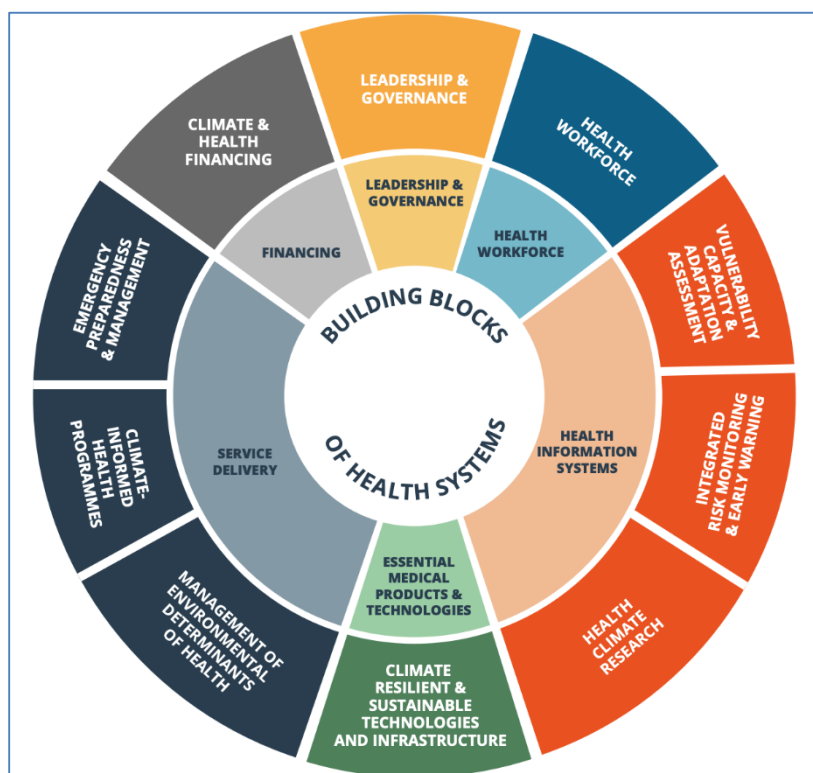 LEADERSHIP &
GOVERNANCE
HEALTH
WORKFORCE
VULNERABILITY
CAPACITY &
ADAPTATION
ASSESSMENT
INTEGRATED
RISK MONITORING
& EARLY WARNING
HEALTH
CLIMATE
RESEARCH
CLIMATE
RESILIENT &
SUSTAINABLE
TECHNOLOGIES
AND INFRASTRUCTURE
MANAGEMENT OF
ENVIRONMENTAL
DETERMINANTS
OF HEALTH
CLIMATE-
INFORMED
HEALTH
PROGRAMMES
EMERGENCY
PREPAREDNESS
& MANAGEMENT
CLIMATE &
HEALTH
FINANCING
LEADERSHIP &
GOVERNANCE
HEALTH
WORKFORCE
HEALTH
INFORMATION
SYSTEMS
ESSENTIAL
MEDICAL
PRODUCTS &
TECHNOLOGIES
SERVICE
DELIVERY
FINANCING
BUILDING BLOCKS
OF HEALTH SYSTEMS